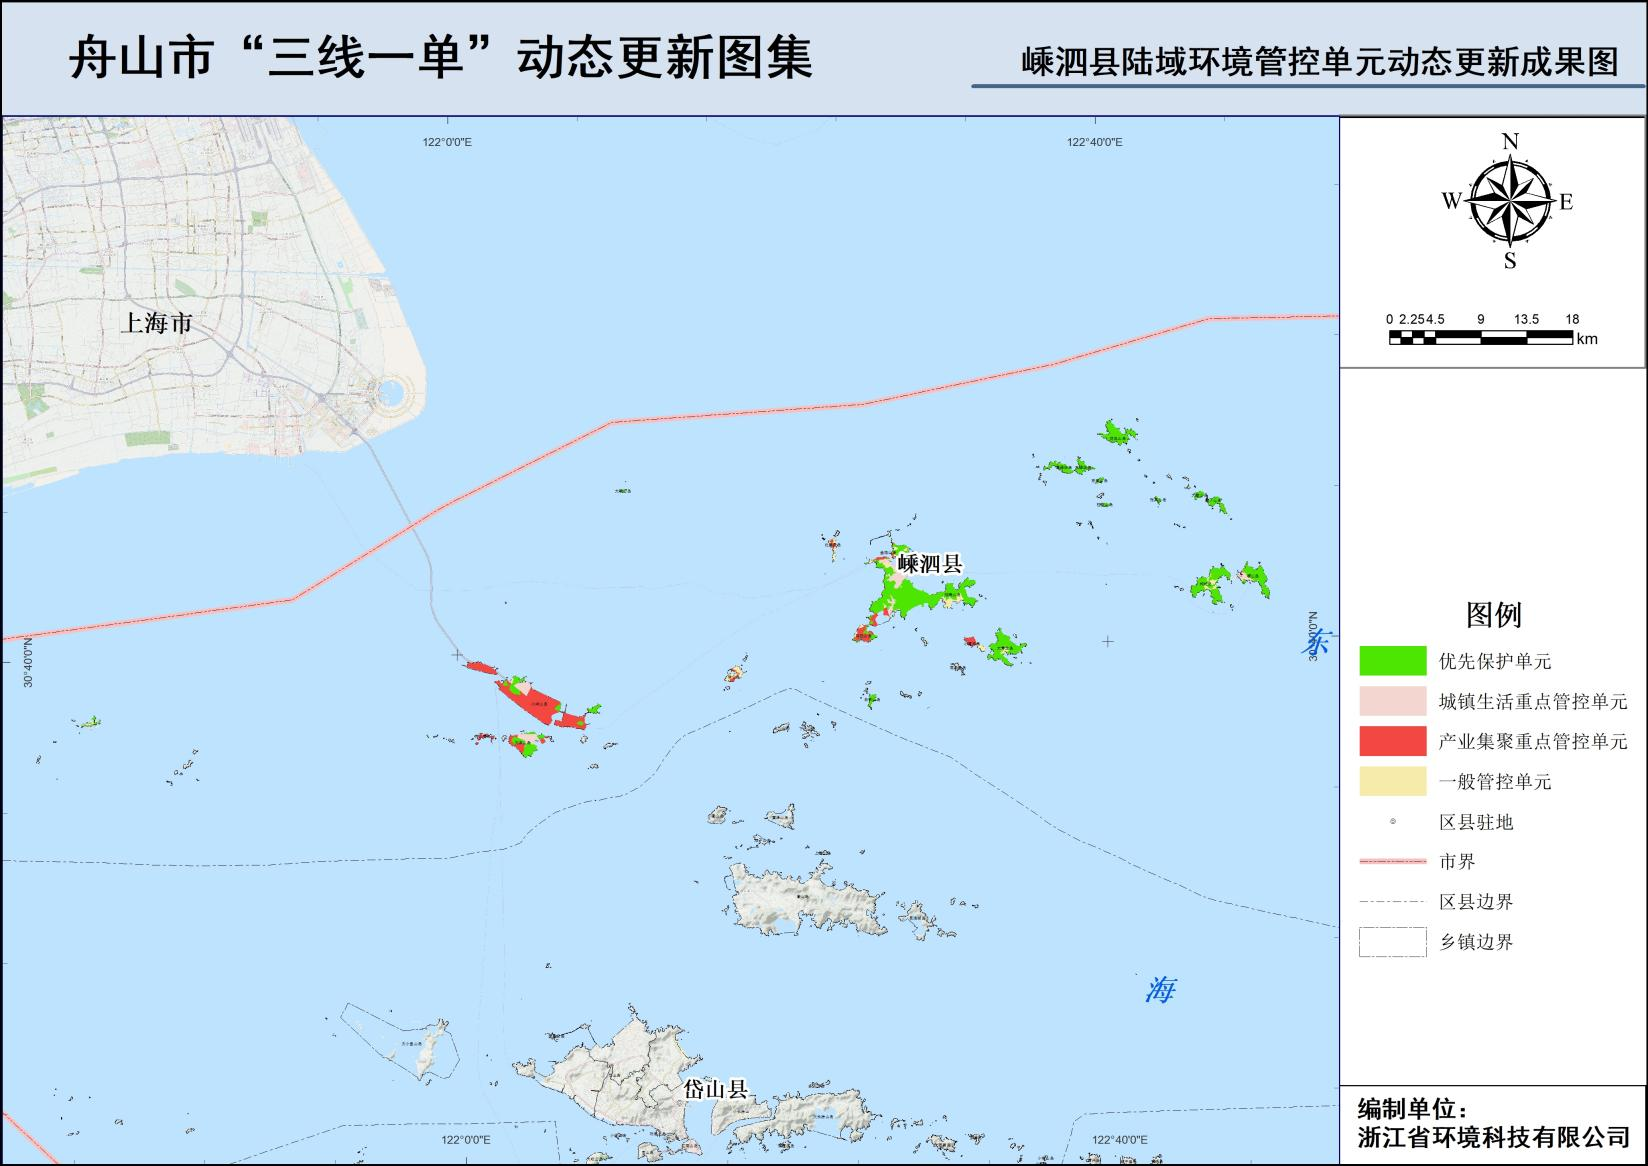 舟山市“三线一单”动态更新图集
嵊泗县陆域环境管控单元动态更新成果图
122°0'0"E
122°40'0"E
N
W
E
S
0 2.25 4.5 9 13.5 18
km
上海市
嵊泗县
30°40'0"N
东
海
岱山县
122°0'0"E
122°40'0"E
图例
优先保护单元
城镇生活重点管控单元
产业集聚重点管控单元
一般管控单元
区县驻地
市界
区县边界
乡镇边界
编制单位：
浙江省环境科技有限公司